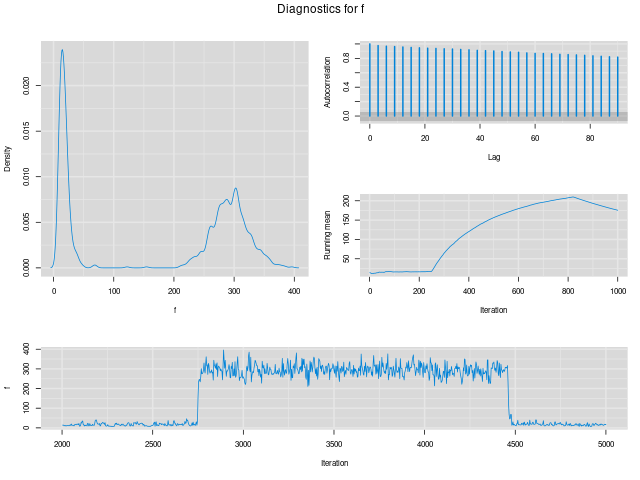 Diagnostics for f
Density
0.000 0.005 0.010 0.015 0.020
0 100 200 300 400
f
Autocorrelation
0.0 0.4 0.8
0 20 40 60 80
Lag
Running mean
50 100 150 200
0 200 400 600 800 1000
Iteration
f
0 100 200 300 400
2000 2500 3000 3500 4000 4500 5000
Iteration